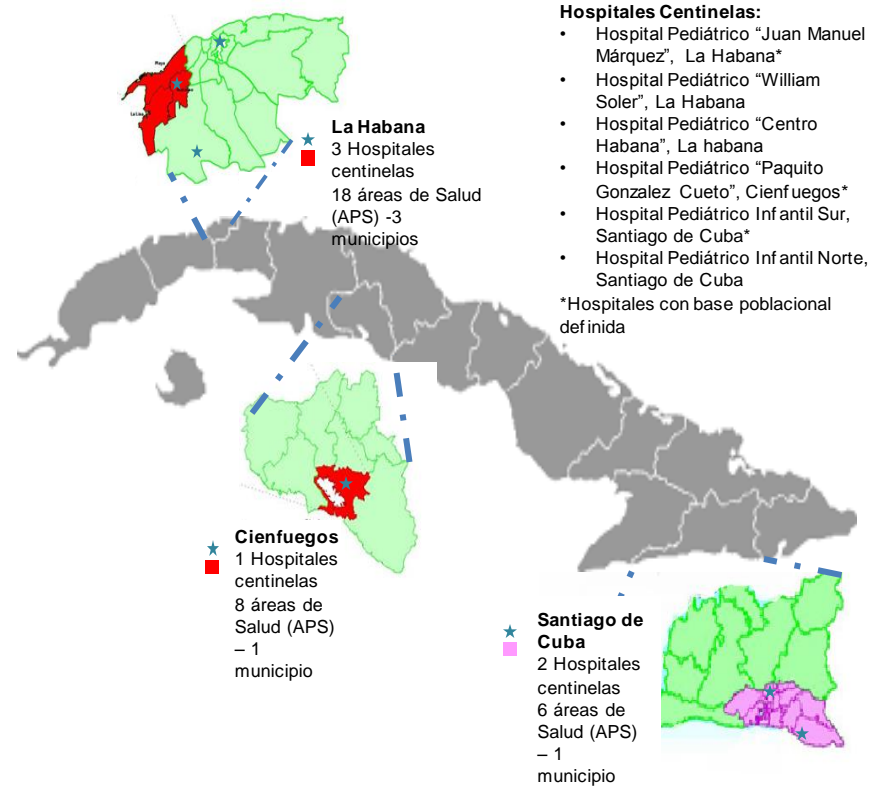 Hospitales Centinelas:
• Hospital Pediátrico “Juan Manuel
Márquez”, La Habana*
• Hospital Pediátrico “William
Soler”, La Habana
• Hospital Pediátrico “Centro
Habana”, La habana
• Hospital Pediátrico “Paquito
Gonzalez Cueto”, Cienfuegos*
• Hospital Pediátrico Infantil Sur,
Santiago de Cuba*
• Hospital Pediátrico Infantil Norte,
Santiago de Cuba
*Hospitales con base poblacional
definida
La Habana
3 Hospitales
centinelas
18 áreas de Salud
(APS) -3
municipios
Cienfuegos
1 Hospitales
centinelas
8 áreas de
Salud (APS)
– 1
municipio
Santiago de
Cuba
2 Hospitales
centinelas
6 áreas de
Salud (APS)
– 1
municipio